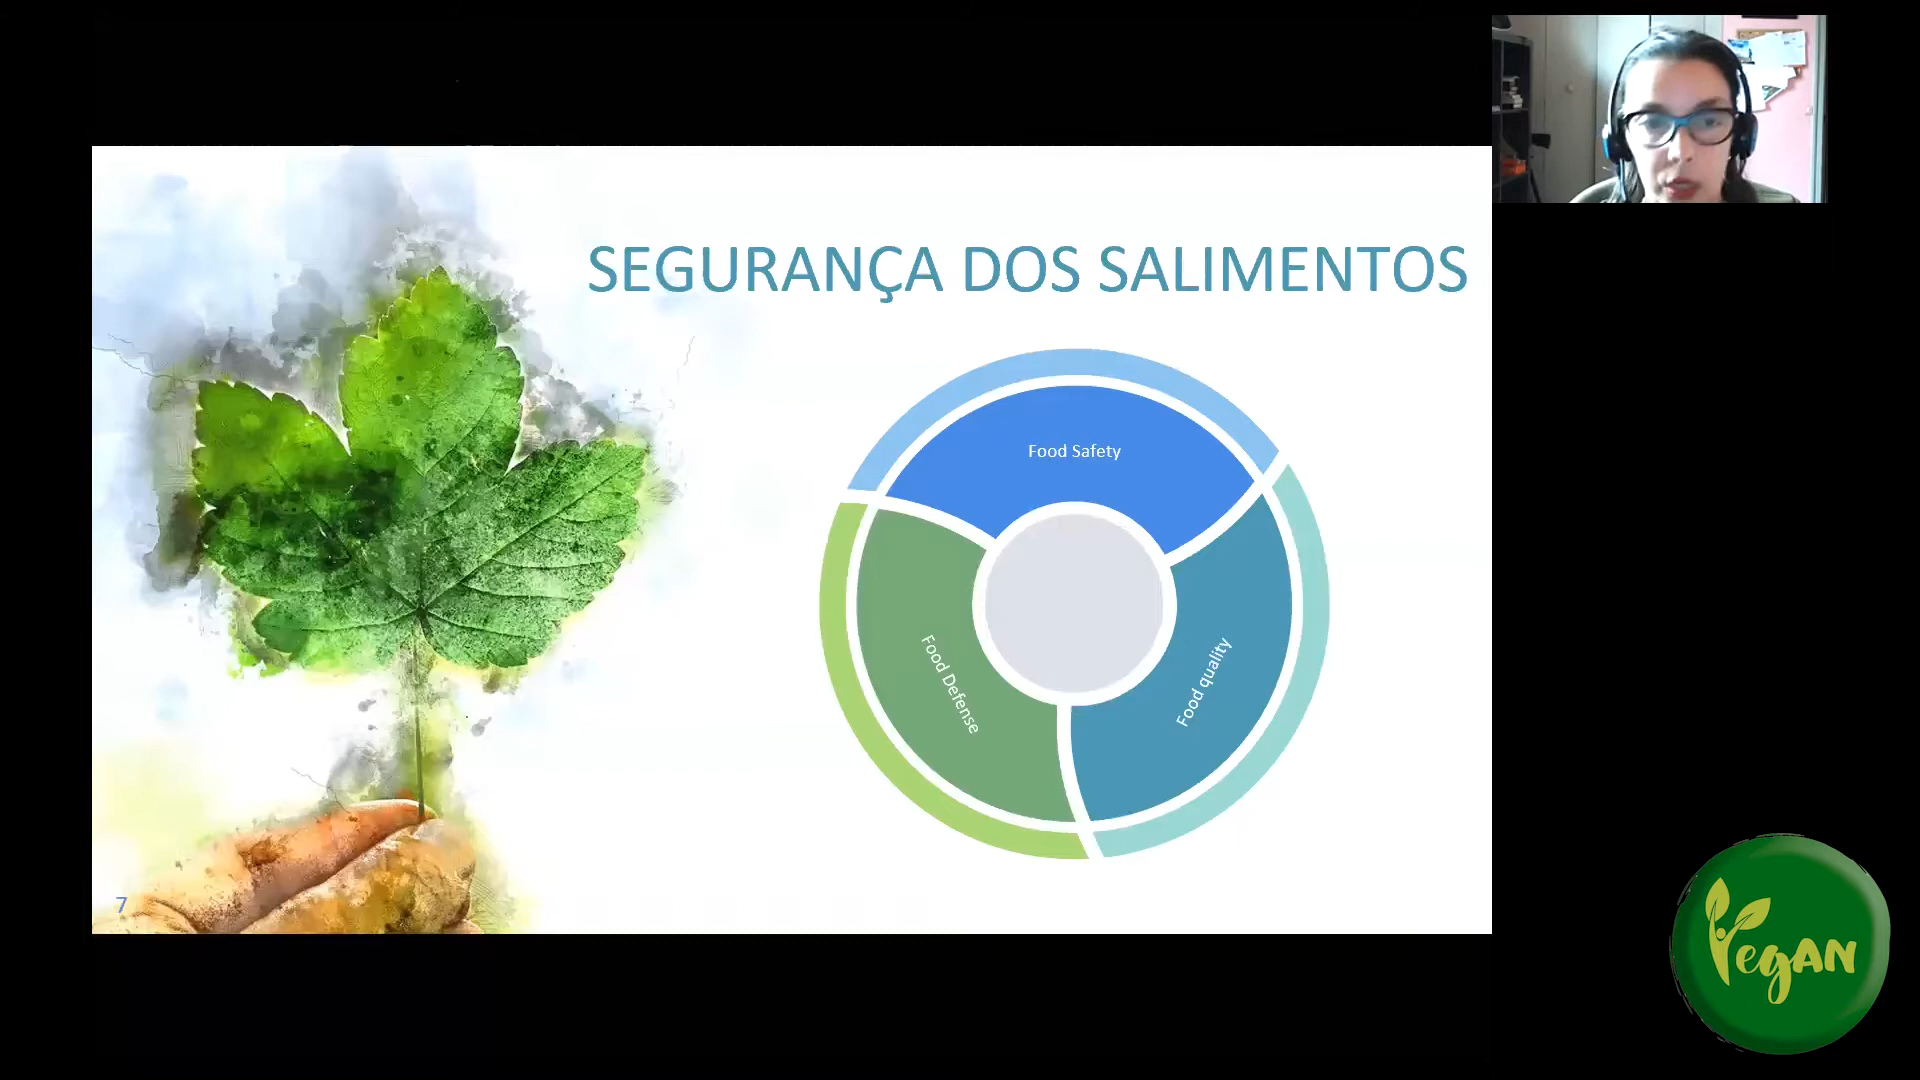 SEGURANÇA DOS SALIMENTOS
Food Safety
Food Defense
Food quality
7
VegAN